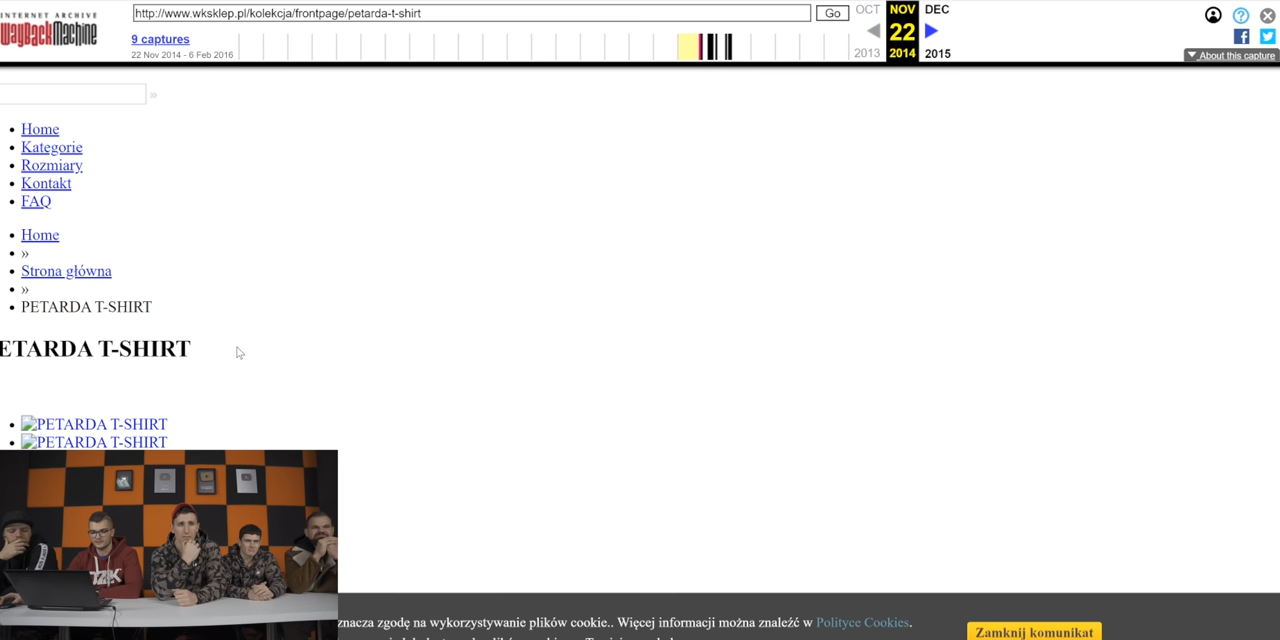 INTERNET ARCHIVE
WayBackMachine
http://www.wksklep.pl/kolekcja/frontpage/petarda-t-shirt
Go
9 captures
22 Nov 2014 - 6 Feb 2016
OCT
NOV
DEC
22
2013
2014
2015
About this capture
»
Home
Kategorie
Rozmiary
Kontakt
FAQ
Home
»
Strona główna
»
PETARDA T-SHIRT
ETARDA T-SHIRT
PETARDA T-SHIRT
PETARDA T-SHIRT
znacza zgodę na wykorzystywanie plików cookie.. Więcej informacji można znaleźć w Polityce Cookies.
Zamknij komunikat